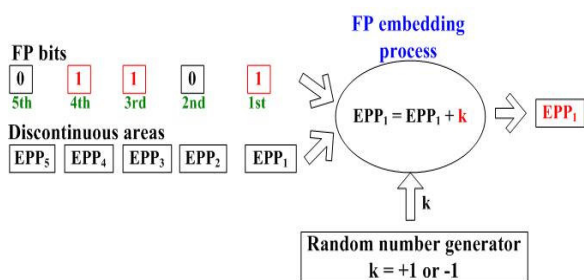 FP embedding
process
FP bits
0 1 1 0 1
5th 4th 3rd 2nd 1st
Discontinuous areas
EPP₅ EPP₄ EPP₃ EPP₂ EPP₁
EPP₁ = EPP₁ + k
EPP₁
k
Random number generator
k = +1 or -1